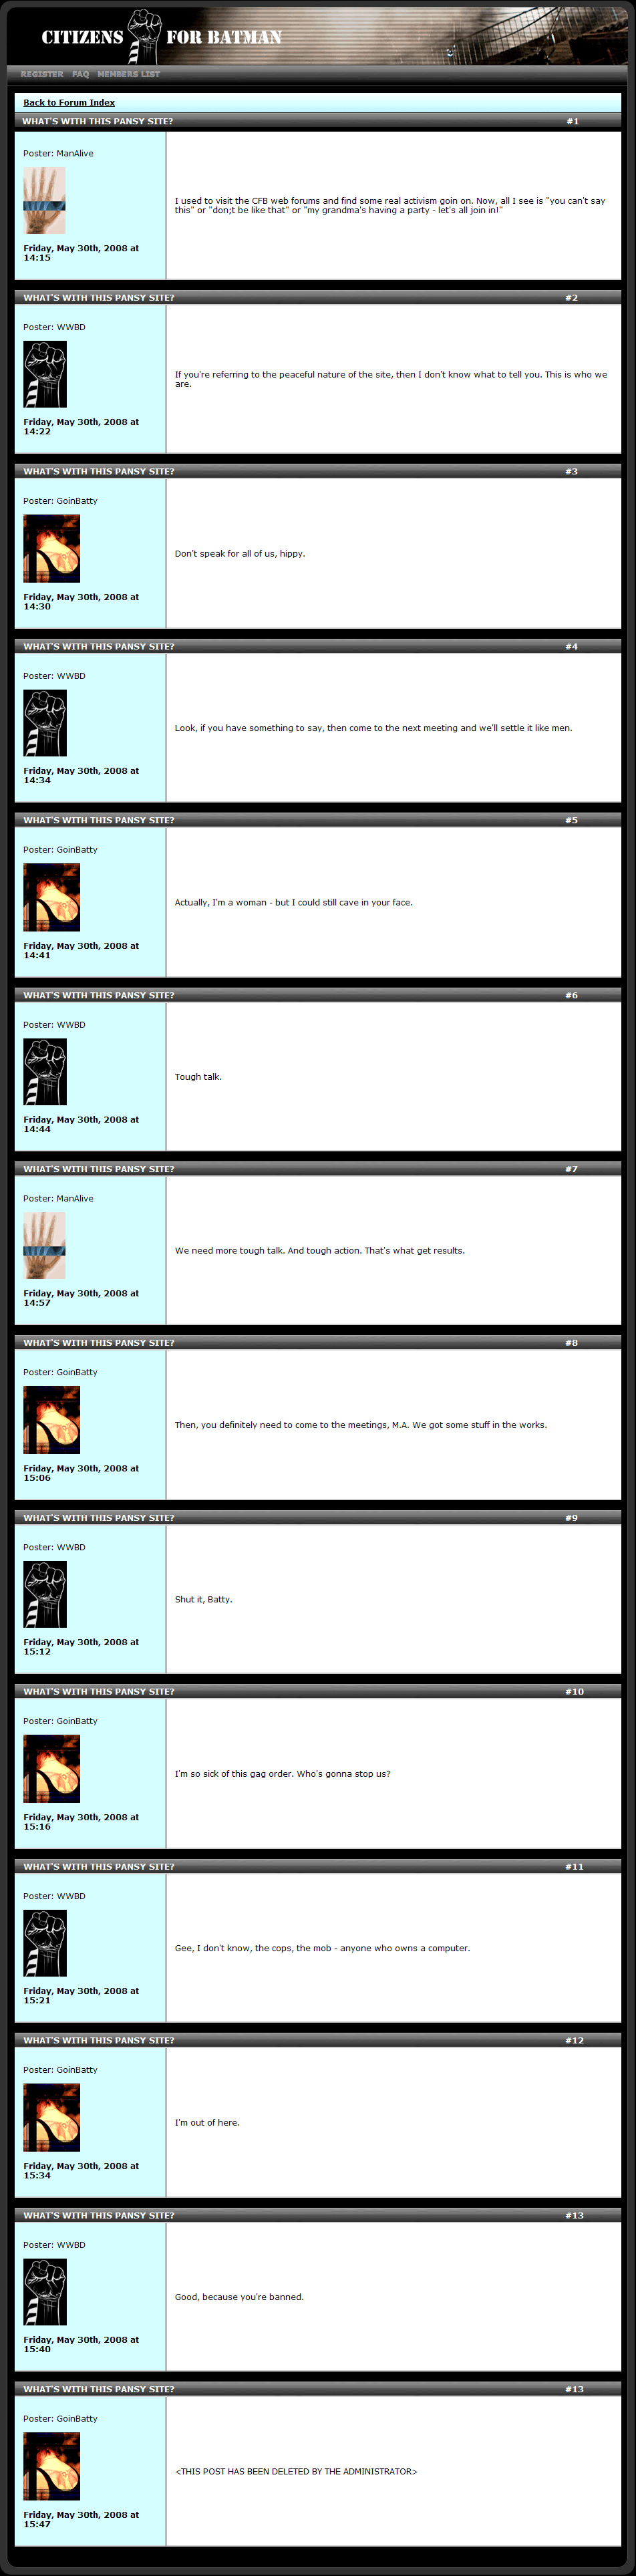 CITIZENS FOR BATMAN
REGISTER FAQ MEMBERS LIST
Back to Forum Index
WHAT'S WITH THIS PANSY SITE? #1
Poster: ManAlive
Friday, May 30th, 2008 at
14:15
I used to visit the CFB web forums and find some real activism goin on. Now, all I see is "you can't say
this" or "don;t be like that" or "my grandma's having a party - let's all join in!"
WHAT'S WITH THIS PANSY SITE? #2
Poster: WWBD
Friday, May 30th, 2008 at
14:22
If you're referring to the peaceful nature of the site, then I don't know what to tell you. This is who we
are.
WHAT'S WITH THIS PANSY SITE? #3
Poster: GoinBatty
Friday, May 30th, 2008 at
14:30
Don't speak for all of us, hippy.
WHAT'S WITH THIS PANSY SITE? #4
Poster: WWBD
Friday, May 30th, 2008 at
14:34
Look, if you have something to say, then come to the next meeting and we'll settle it like men.
WHAT'S WITH THIS PANSY SITE? #5
Poster: GoinBatty
Friday, May 30th, 2008 at
14:41
Actually, I'm a woman - but I could still cave in your face.
WHAT'S WITH THIS PANSY SITE? #6
Poster: WWBD
Friday, May 30th, 2008 at
14:44
Tough talk.
WHAT'S WITH THIS PANSY SITE? #7
Poster: ManAlive
Friday, May 30th, 2008 at
14:57
We need more tough talk. And tough action. That's what get results.
WHAT'S WITH THIS PANSY SITE? #8
Poster: GoinBatty
Friday, May 30th, 2008 at
15:06
Then, you definitely need to come to the meetings, M.A. We got some stuff in the works.
WHAT'S WITH THIS PANSY SITE? #9
Poster: WWBD
Friday, May 30th, 2008 at
15:12
Shut it, Batty.
WHAT'S WITH THIS PANSY SITE? #10
Poster: GoinBatty
Friday, May 30th, 2008 at
15:16
I'm so sick of this gag order. Who's gonna stop us?
WHAT'S WITH THIS PANSY SITE? #11
Poster: WWBD
Friday, May 30th, 2008 at
15:21
Gee, I don't know, the cops, the mob - anyone who owns a computer.
WHAT'S WITH THIS PANSY SITE? #12
Poster: GoinBatty
Friday, May 30th, 2008 at
15:34
I'm out of here.
WHAT'S WITH THIS PANSY SITE? #13
Poster: WWBD
Friday, May 30th, 2008 at
15:40
Good, because you're banned.
WHAT'S WITH THIS PANSY SITE? #13
Poster: GoinBatty
Friday, May 30th, 2008 at
15:47
<THIS POST HAS BEEN DELETED BY THE ADMINISTRATOR>